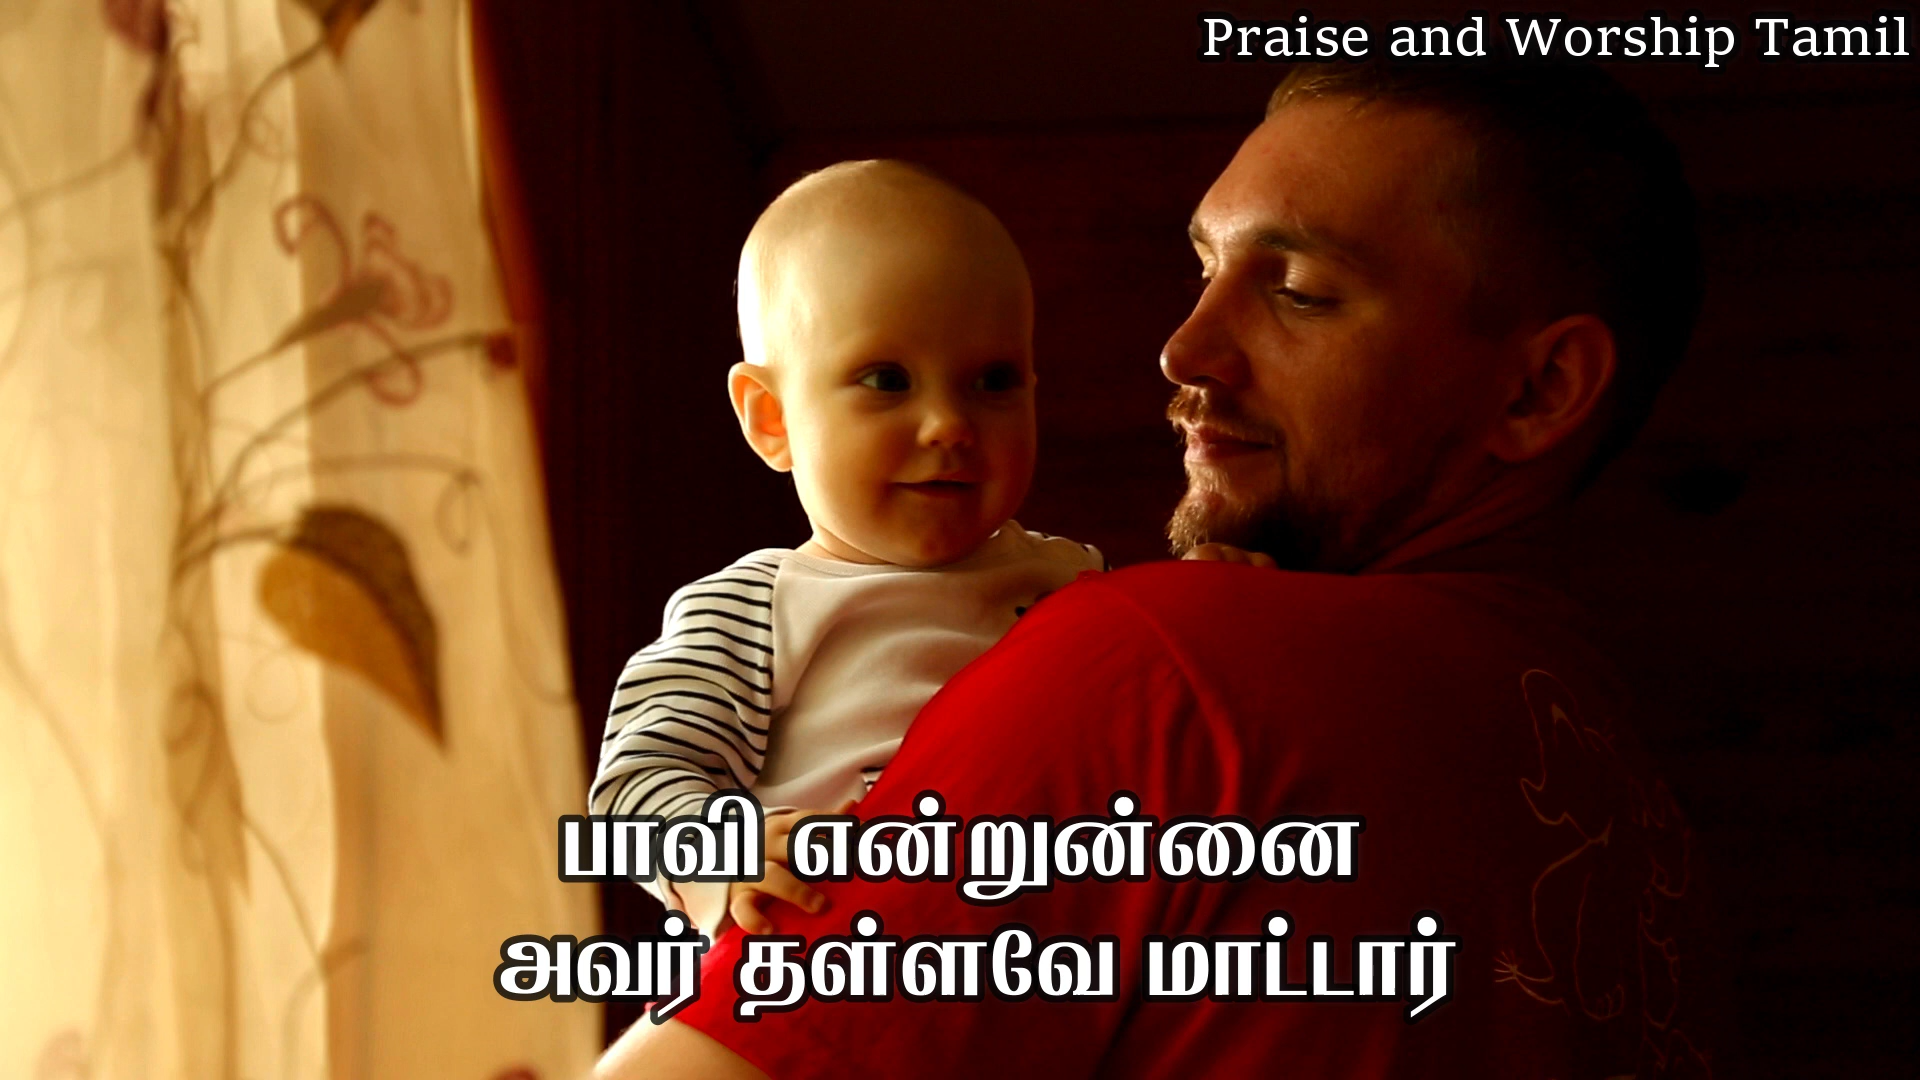 Praise and Worship Tamil
பாவி என்றுன்னை
அவர் தள்ளவே மாட்டார்